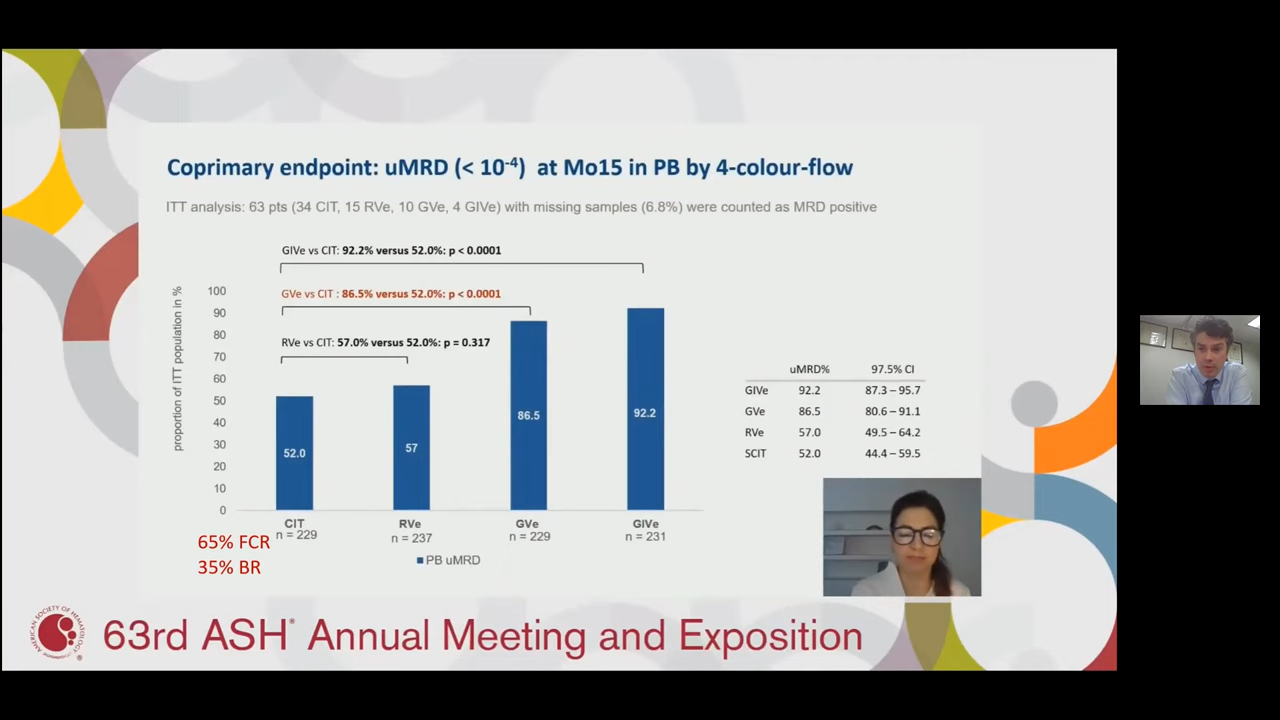 Coprimary endpoint: uMRD (< 10-4) at Mo15 in PB by 4-colour-flow
ITT analysis: 63 pts (34 CIT, 15 RVe, 10 GVe, 4 GIVe) with missing samples (6.8%) were counted as MRD positive
GIVe vs CIT: 92.2% versus 52.0%: p < 0.0001
GVe vs CIT : 86.5% versus 52.0%: p < 0.0001
RVe vs CIT: 57.0% versus 52.0%: p = 0.317
proportion of ITT population in %
100
90
80
70
60
50
40
30
20
10
0
52.0
57
86.5
92.2
CIT RVe GVe GIVe
n = 229 n = 237 n = 229 n = 231
PB uMRD
65% FCR
35% BR
uMRD% 97.5% CI
GIVe 92.2 87.3 – 95.7
GVe 86.5 80.6 – 91.1
RVe 57.0 49.5 – 64.2
SCIT 52.0 44.4 – 59.5
AMERICAN SOCIETY OF HEMATOLOGY
63rd ASH® Annual Meeting and Exposition